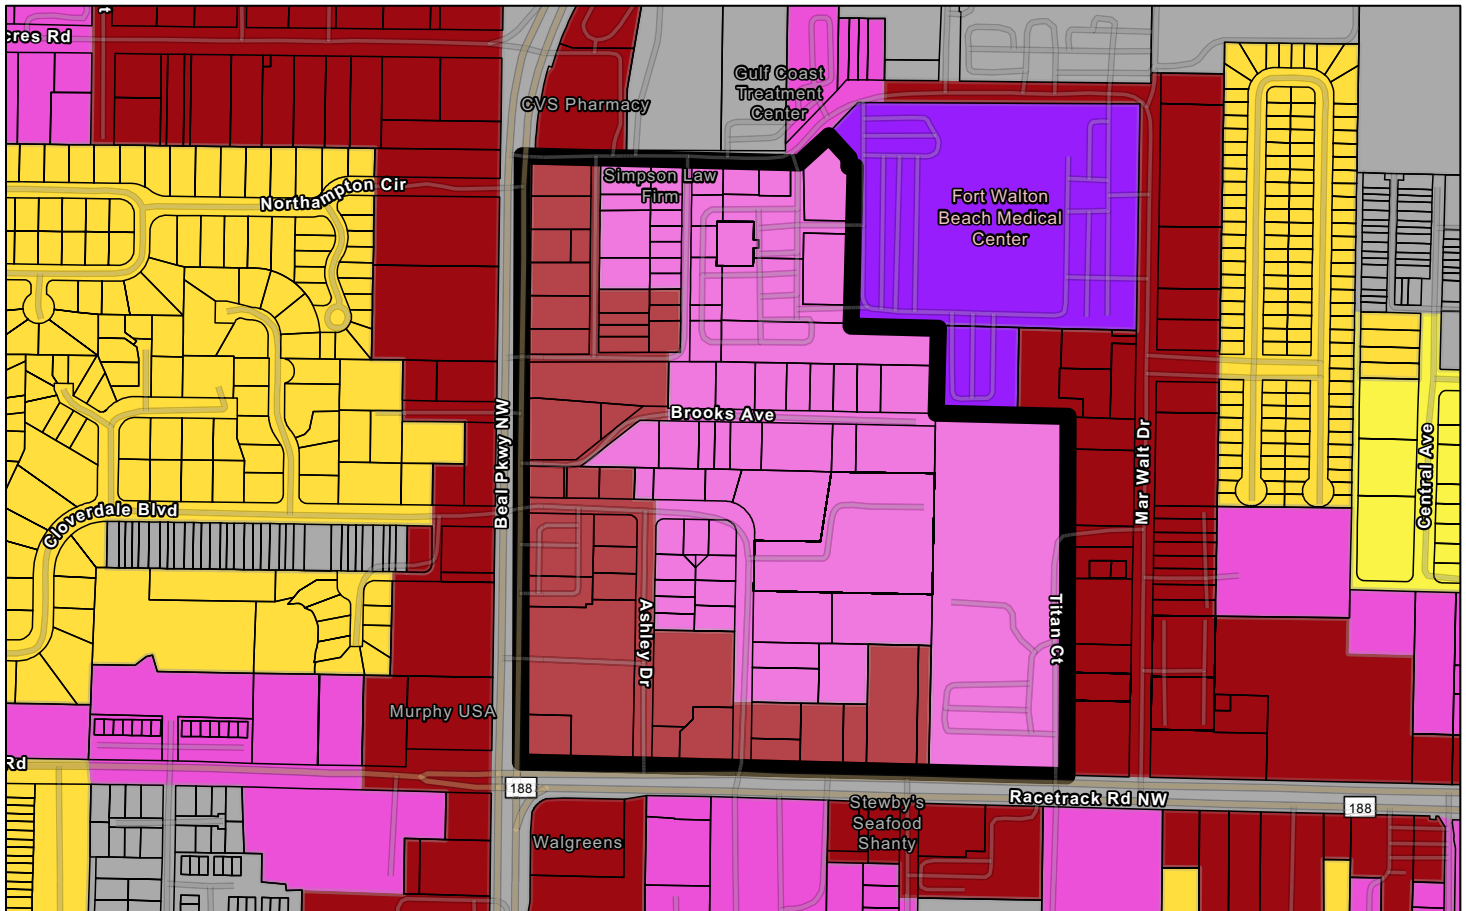 t
cres Rd
CVS Pharmacy
Gulf Coast
Treatment
Center
Northampton Cir
Simpson Law
Firm
Fort Walton
Beach Medical
Center
Brooks Ave
Beal Pkwy NW
Mar Walt Dr
Central Ave
Cloverdale Blvd
Ashley Dr
Titan Ct
Murphy USA
Rd
188
Racetrack Rd NW
188
Walgreens
Stewby's
Seafood
Shanty